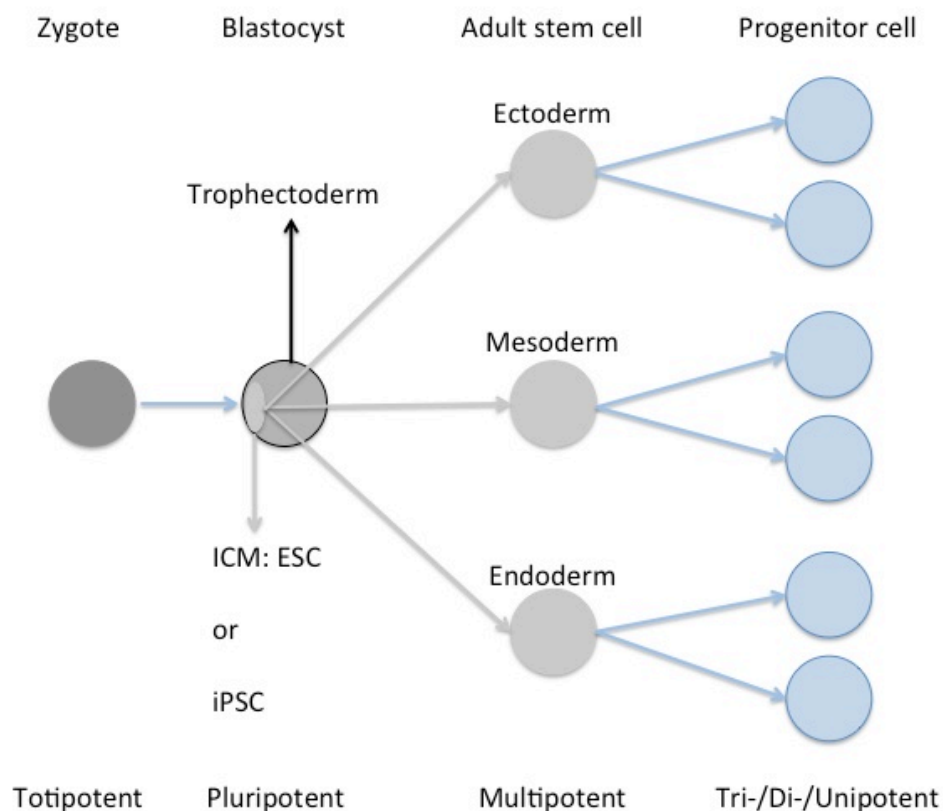 Zygote Blastocyst Adult stem cell Progenitor cell
Ectoderm
Trophectoderm
Mesoderm
ICM: ESC
Endoderm
or
iPSC
Totipotent Pluripotent Multipotent Tri-/Di-/Unipotent